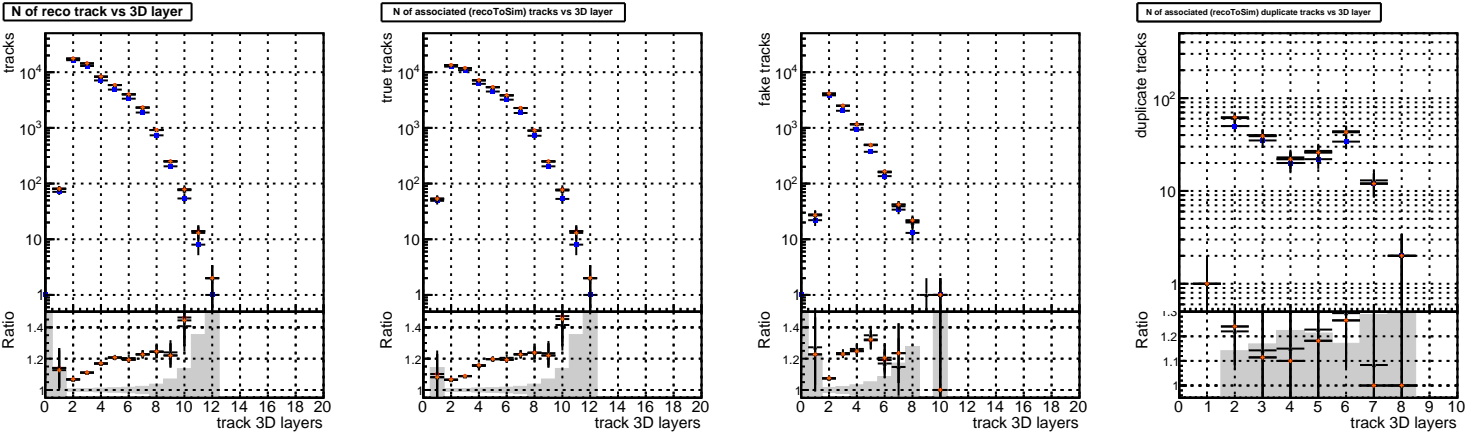 N of reco track vs 3D layer
tracks
10⁴
10³
10²
10
1
Ratio
1.4
1.2
1
0 2 4 6 8 10 12 14 16 18 20
track 3D layers
N of associated (recoToSim) tracks vs 3D layer
true tracks
10⁴
10³
10²
10
1
Ratio
1.4
1.2
1
0 2 4 6 8 10 12 14 16 18 20
track 3D layers
fake tracks
10⁴
10³
10²
10
1
Ratio
1.4
1.2
1
0 2 4 6 8 10 12 14 16 18 20
track 3D layers
N of associated (recoToSim) duplicate tracks vs 3D layer
duplicate tracks
10²
10
1
Ratio
1.3
1.2
1.1
1
0 1 2 3 4 5 6 7 8 9 10
track 3D layers